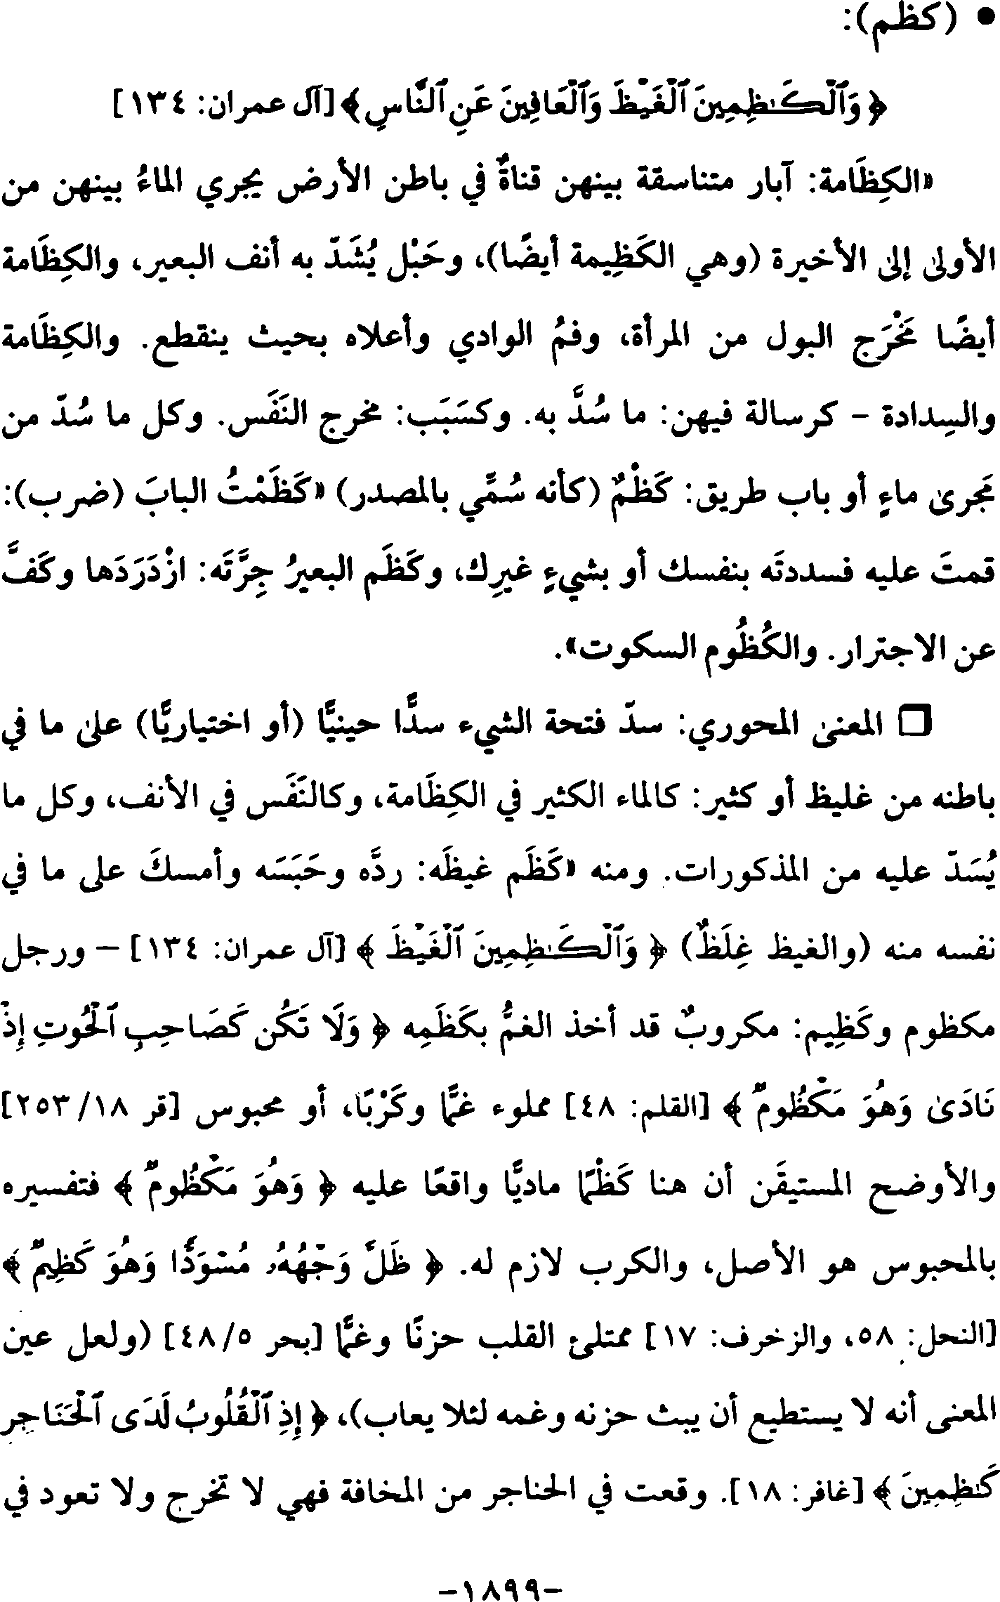 • (كظم):
﴿ وَٱلْكَـٰظِمِينَ ٱلْغَيْظَ وَٱلْعَافِينَ عَنِ ٱلنَّاسِ ﴾ [آل عمران: ١٣٤]
«الكِظَامة: آبار متناسقة بينهن قناةٌ في باطن الأرض يجري الماءُ بينهن من
الأولى إلى الأخيرة (وهي الكَظِيمة أيضًا)، وحَبْل يُشَدّ به أنف البعير، والكِظَامة
أيضًا مَخْرَج البول من المرأة، وفمُ الوادي وأعلاه بحيث ينقطع. والكِظَامة
والسِدادة - كرسالة فيهن: ما سُدَّ به. وكسَبَب: مخرج النَفَس. وكل ما سُدّ من
مَجرى ماءٍ أو باب طريق: كَظْمٌ (كأنه سُمِّي بالمصدر) «كَظَمْتُ البابَ (ضرب):
قمتَ عليه فسددتَه بنفسك أو بشيءٍ غيرِك، وكَظَم البعيرُ جِرَّتَه: ازْدَرَدَها وكَفَّ
عن الاجترار. والكُظُوم السكوت».
□ المعنى المحوري: سدّ فتحة الشيء سدًّا حينيًّا (أو اختياريًّا) على ما في
باطنه من غليظ أو كثير: كالماء الكثير في الكِظَامة، وكالنَفَس في الأنف، وكل ما
يُسَدّ عليه من المذكورات. ومنه «كَظَم غيظَه: ردَّه وحَبَسَه وأمسكَ على ما في
نفسه منه (والغيظ غِلَظٌ) ﴿ وَٱلْكَـٰظِمِينَ ٱلْغَيْظَ ﴾ [آل عمران: ١٣٤] – ورجل
مكظوم وكَظِيم: مكروبٌ قد أخذ الغمُّ بكَظَمِه ﴿ وَلَا تَكُن كَصَاحِبِ ٱلْحُوتِ إِذْ
نَادَىٰ وَهُوَ مَكْظُومٌ ﴾ [القلم: ٤٨] مملوء غمًّا وكَرْبًا، أو محبوس [قر ١٨/ ٢٥٣]
والأوضح المستيقَن أن هنا كَظْمًا ماديًّا واقعًا عليه ﴿ وَهُوَ مَكْظُومٌ ﴾ فتفسيره
بالمحبوس هو الأصل، والكرب لازم له. ﴿ ظَلَّ وَجْهُهُۥ مُسْوَدًّا وَهُوَ كَظِيمٌ ﴾
[النحل: ٥٨، والزخرف: ١٧] ممتلئ القلب حزنًا وغمًّا [بحر ٥/ ٤٨] (ولعل عين
المعنى أنه لا يستطيع أن يبث حزنه وغمه لئلا يعاب)، ﴿ إِذِ ٱلْقُلُوبُ لَدَى ٱلْحَنَاجِرِ
كَـٰظِمِينَ ﴾ [غافر: ١٨]. وقعت في الحناجر من المخافة فهي لا تخرج ولا تعود في
-١٨٩٩-